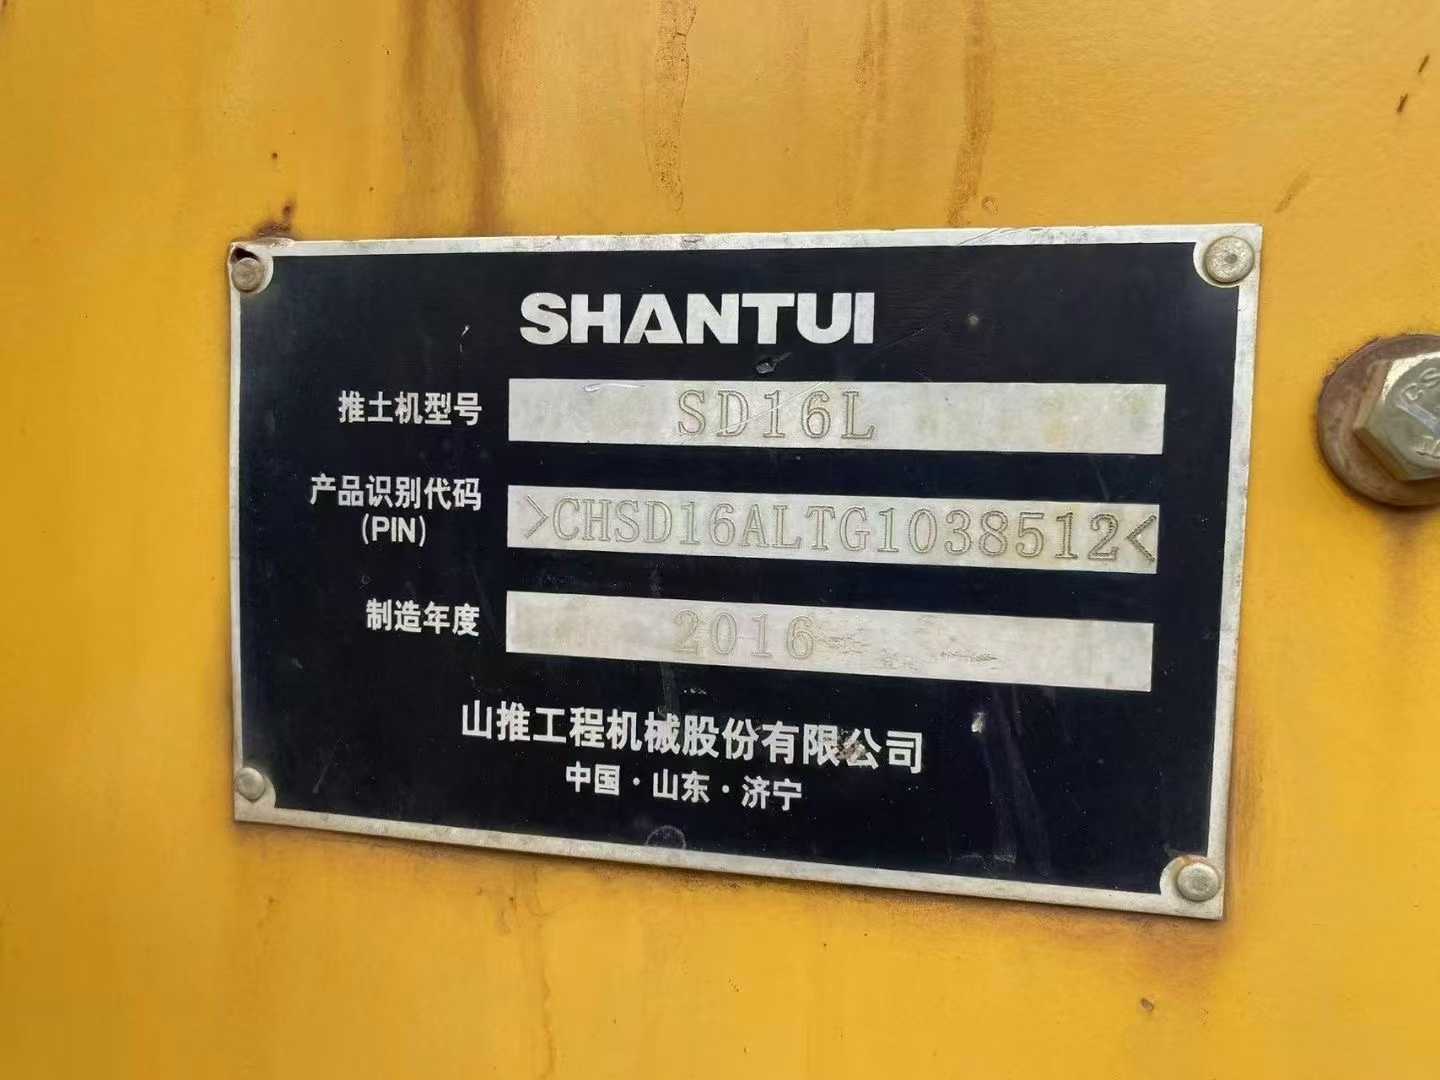 SHANTUI
推土机型号 SD16L
产品识别代码 >CHSD16ALTG1038512<
(PIN)
制造年度 2016
山推工程机械股份有限公司
中国·山东·济宁